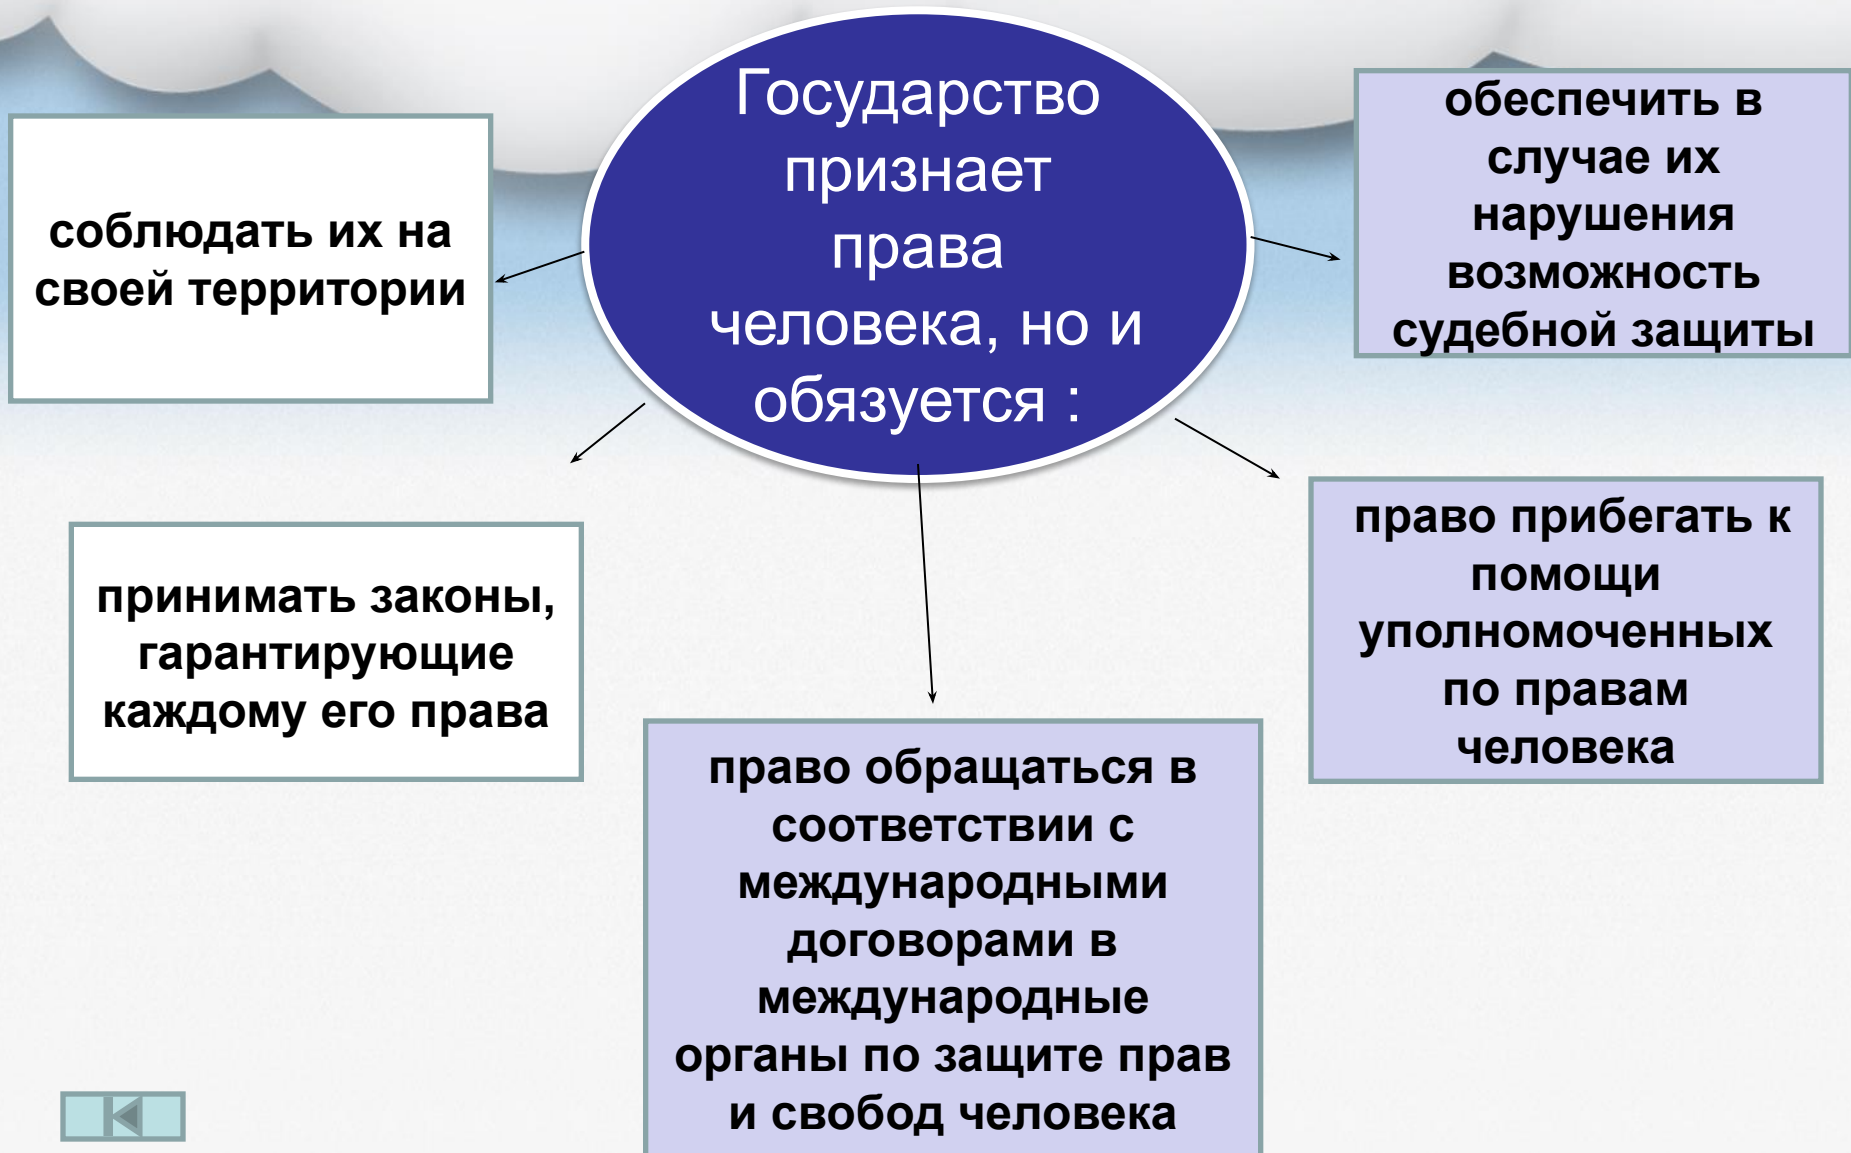 Государство
признает
права
человека, но и
обязуется :
соблюдать их на
своей территории
обеспечить в
случае их
нарушения
возможность
судебной защиты
принимать законы,
гарантирующие
каждому его права
право обращаться в
соответствии с
международными
договорами в
международные
органы по защите прав
и свобод человека
право прибегать к
помощи
уполномоченных
по правам
человека